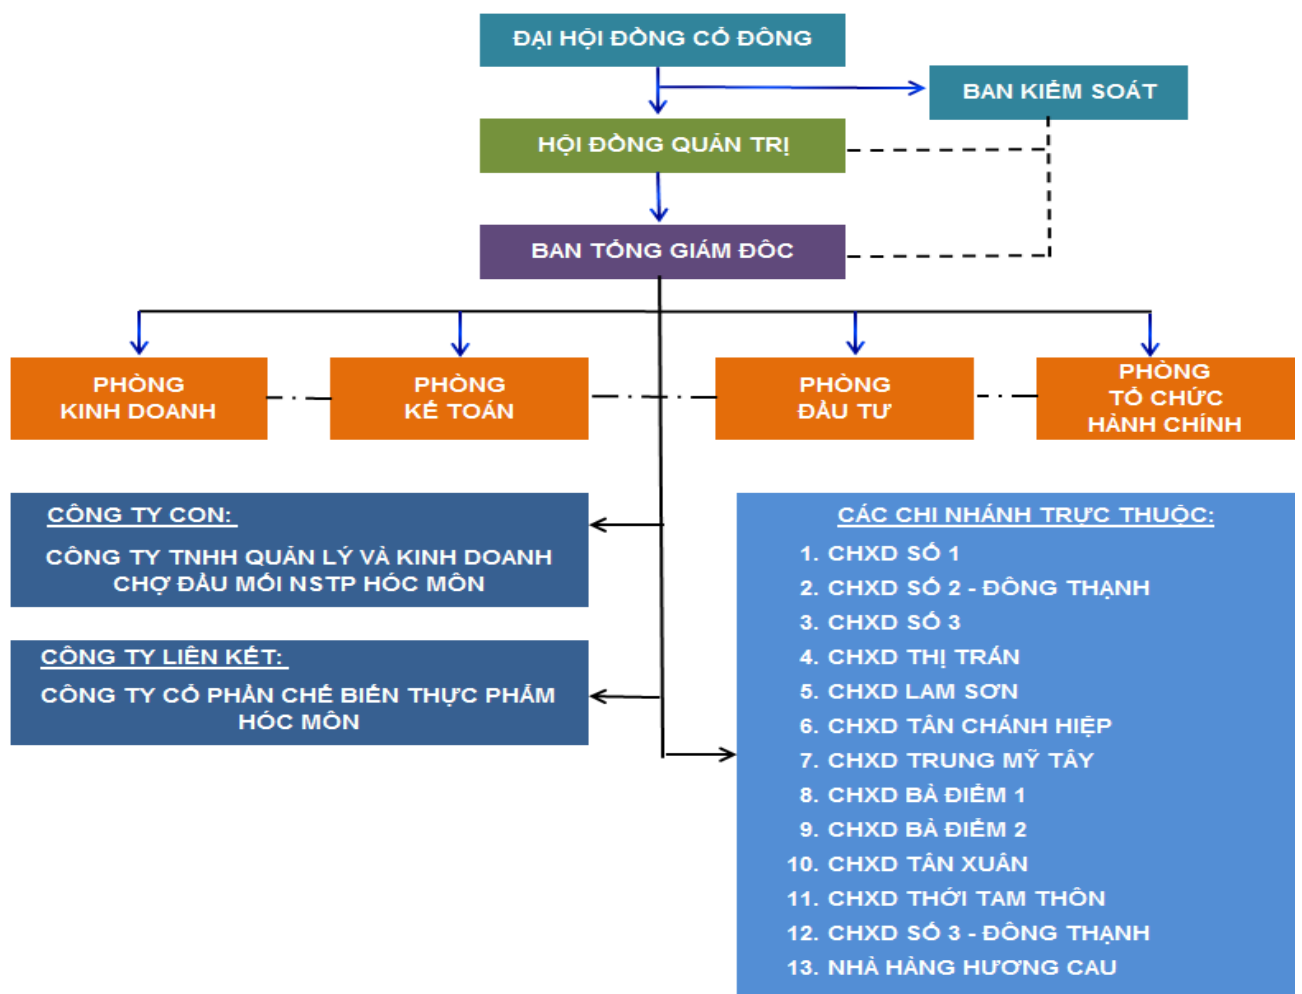 ĐẠI HỘI ĐỒNG CỔ ĐÔNG
BAN KIỂM SOÁT
HỘI ĐỒNG QUẢN TRỊ
BAN TỔNG GIÁM ĐÔC
PHÒNG
KINH DOANH
PHÒNG
KẾ TOÁN
PHÒNG
ĐẦU TƯ
PHÒNG
TỔ CHỨC
HÀNH CHÍNH
CÔNG TY CON:
CÔNG TY TNHH QUẢN LÝ VÀ KINH DOANH
CHỢ ĐẦU MỐI NSTP HÓC MÔN
CÔNG TY LIÊN KẾT:
CÔNG TY CỔ PHẦN CHẾ BIẾN THỰC PHẨM
HÓC MÔN
CÁC CHI NHÁNH TRỰC THUỘC:
1. CHXD SỐ 1
2. CHXD SỐ 2 - ĐÔNG THẠNH
3. CHXD SỐ 3
4. CHXD THỊ TRẤN
5. CHXD LAM SƠN
6. CHXD TÂN CHÁNH HIỆP
7. CHXD TRUNG MỸ TÂY
8. CHXD BÀ ĐIỂM 1
9. CHXD BÀ ĐIỂM 2
10. CHXD TÂN XUÂN
11. CHXD THỚI TAM THÔN
12. CHXD SỐ 3 - ĐÔNG THẠNH
13. NHÀ HÀNG HƯƠNG CAU